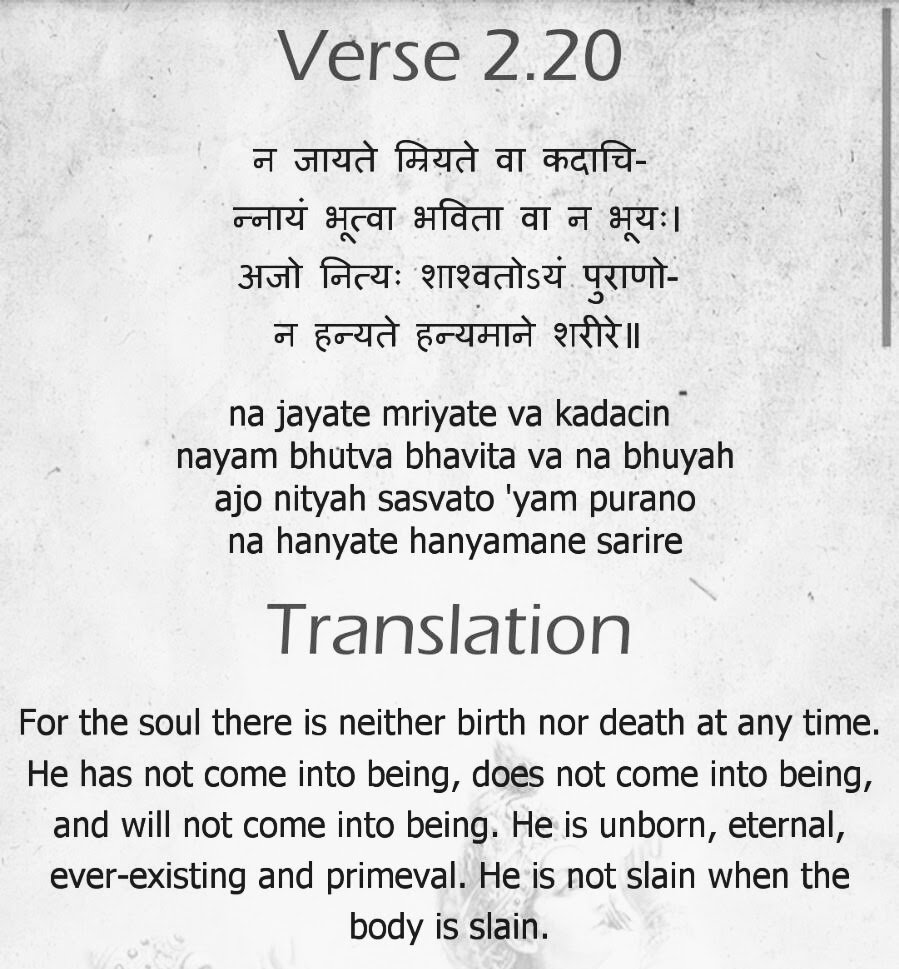 Verse 2.20
न जायते म्रियते वा कदाचि-
न्नायं भूत्वा भविता वा न भूयः।
अजो नित्यः शाश्वतोऽयं पुराणो-
न हन्यते हन्यमाने शरीरे॥
na jayate mriyate va kadacin
nayam bhutva bhavita va na bhuyah
ajo nityah sasvato 'yam purano
na hanyate hanyamane sarire
Translation
For the soul there is neither birth nor death at any time.
He has not come into being, does not come into being,
and will not come into being. He is unborn, eternal,
ever-existing and primeval. He is not slain when the
body is slain.